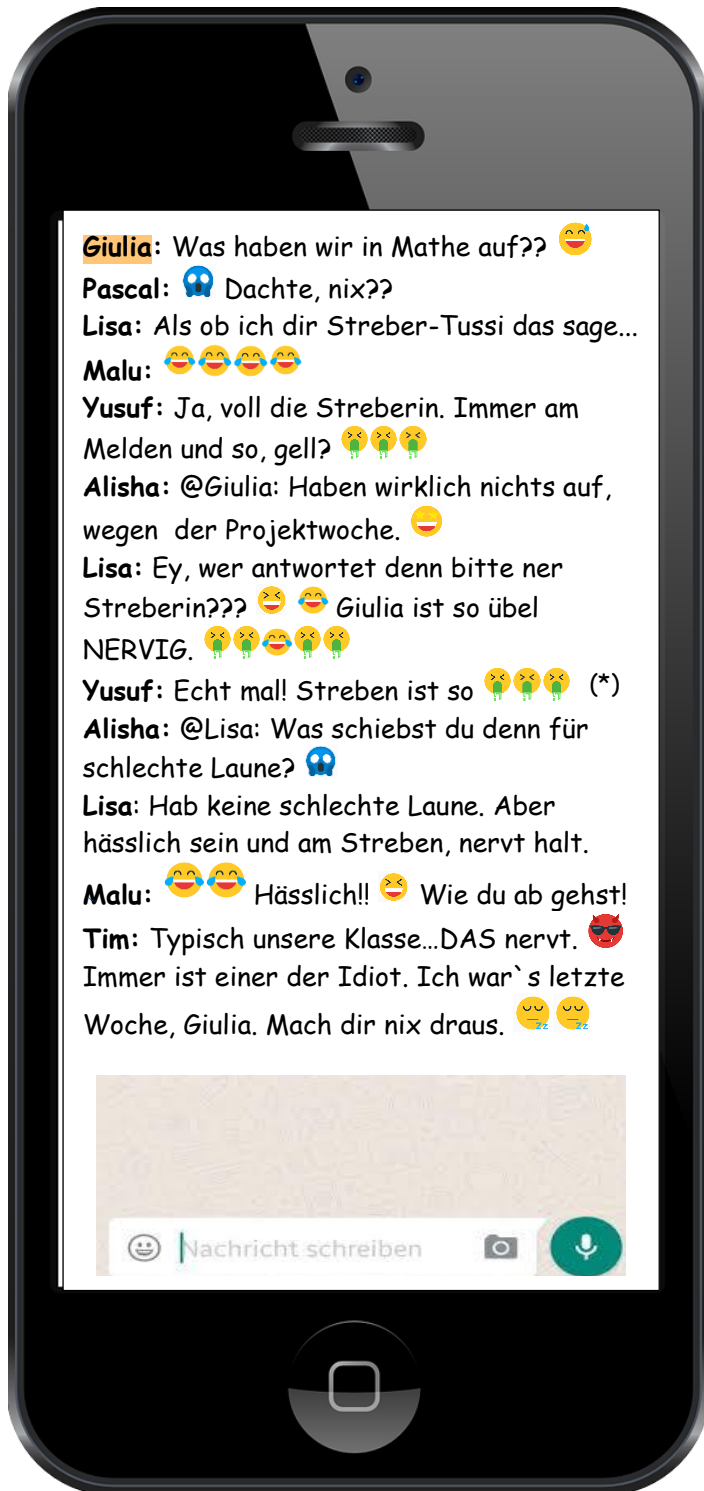 Giulia: Was haben wir in Mathe auf?? 😅
Pascal: 😱 Dachte, nix??
Lisa: Als ob ich dir Streber-Tussi das sage...
Malu: 😂😂😂😂
Yusuf: Ja, voll die Streberin. Immer am
Melden und so, gell? 🤮🤮🤮
Alisha: @Giulia: Haben wirklich nichts auf,
wegen der Projektwoche. 🤩
Lisa: Ey, wer antwortet denn bitte ner
Streberin??? 😆 😂 Giulia ist so übel
NERVIG. 🤮🤮😂🤮🤮
Yusuf: Echt mal! Streben ist so 🤮🤮🤮 (*)
Alisha: @Lisa: Was schiebst du denn für
schlechte Laune? 😱
Lisa: Hab keine schlechte Laune. Aber
hässlich sein und am Streben, nervt halt.
Malu: 😂😂 Hässlich!! 😆 Wie du ab gehst!
Tim: Typisch unsere Klasse...DAS nervt. 😈
Immer ist einer der Idiot. Ich war`s letzte
Woche, Giulia. Mach dir nix draus. 😴😴
Nachricht schreiben